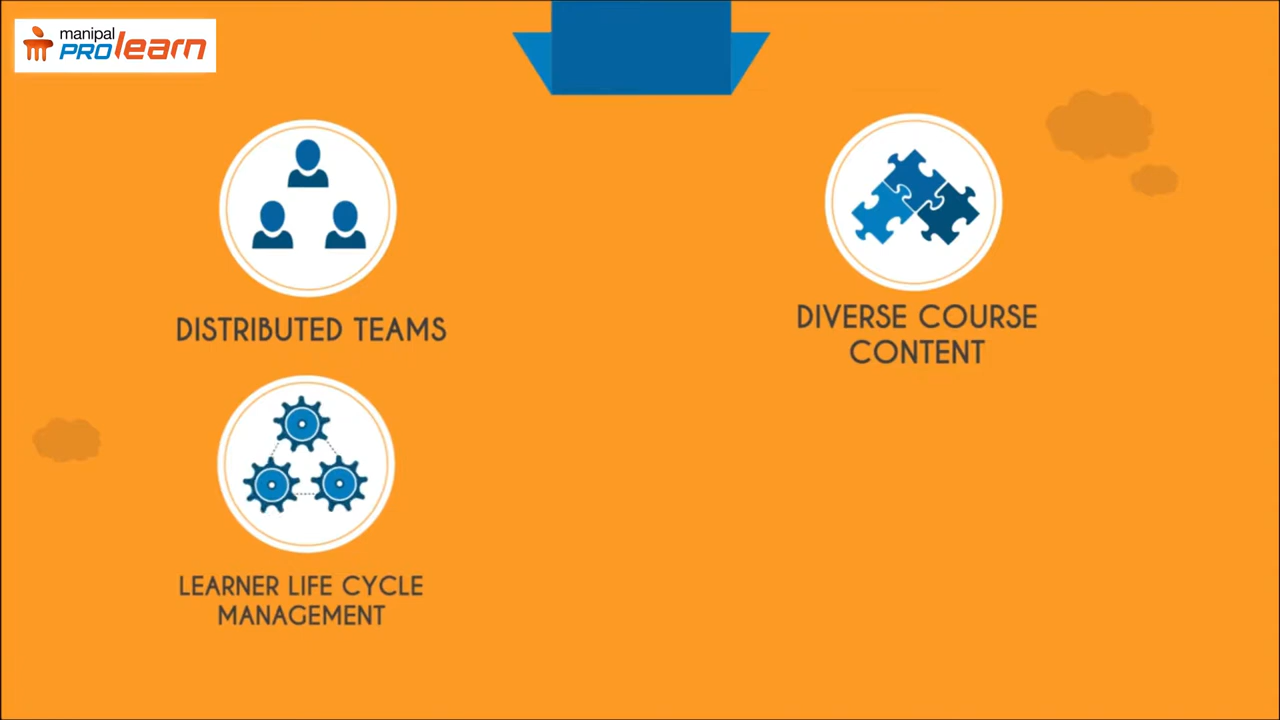 manipal
PROlearn
DISTRIBUTED TEAMS
DIVERSE COURSE
CONTENT
LEARNER LIFE CYCLE
MANAGEMENT